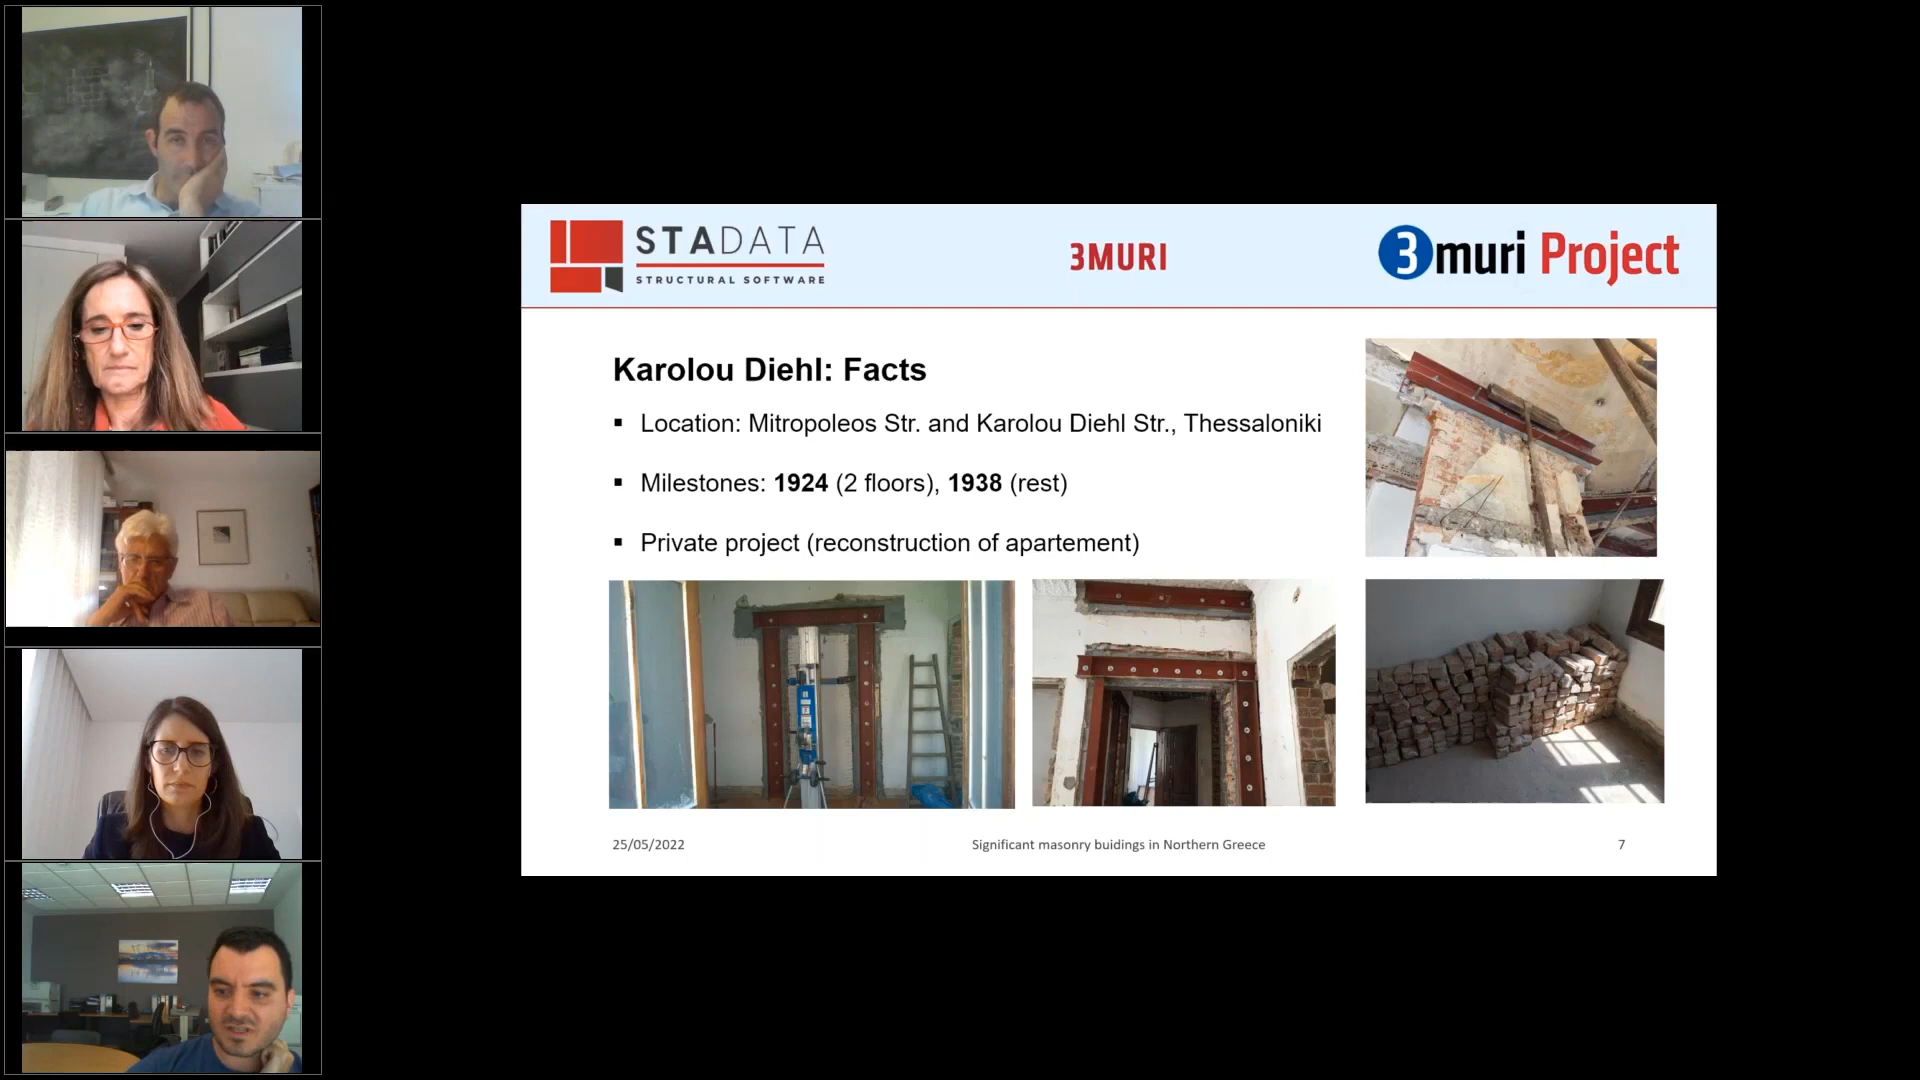 STADATA
STRUCTURAL SOFTWARE
3MURI
3muri Project
Karolou Diehl: Facts
▪ Location: Mitropoleos Str. and Karolou Diehl Str., Thessaloniki
▪ Milestones: 1924 (2 floors), 1938 (rest)
▪ Private project (reconstruction of apartement)
25/05/2022
Significant masonry buidings in Northern Greece
7